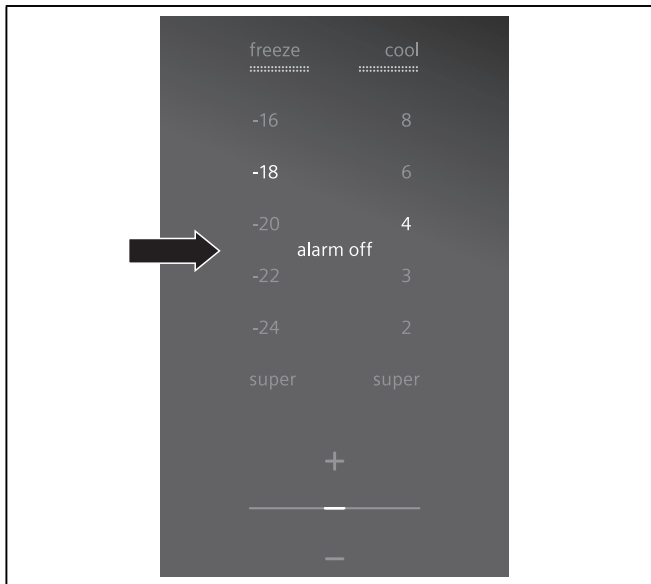 freeze cool
-16 8
-18 6
-20 4
alarm off
-22 3
-24 2
super super
+
−